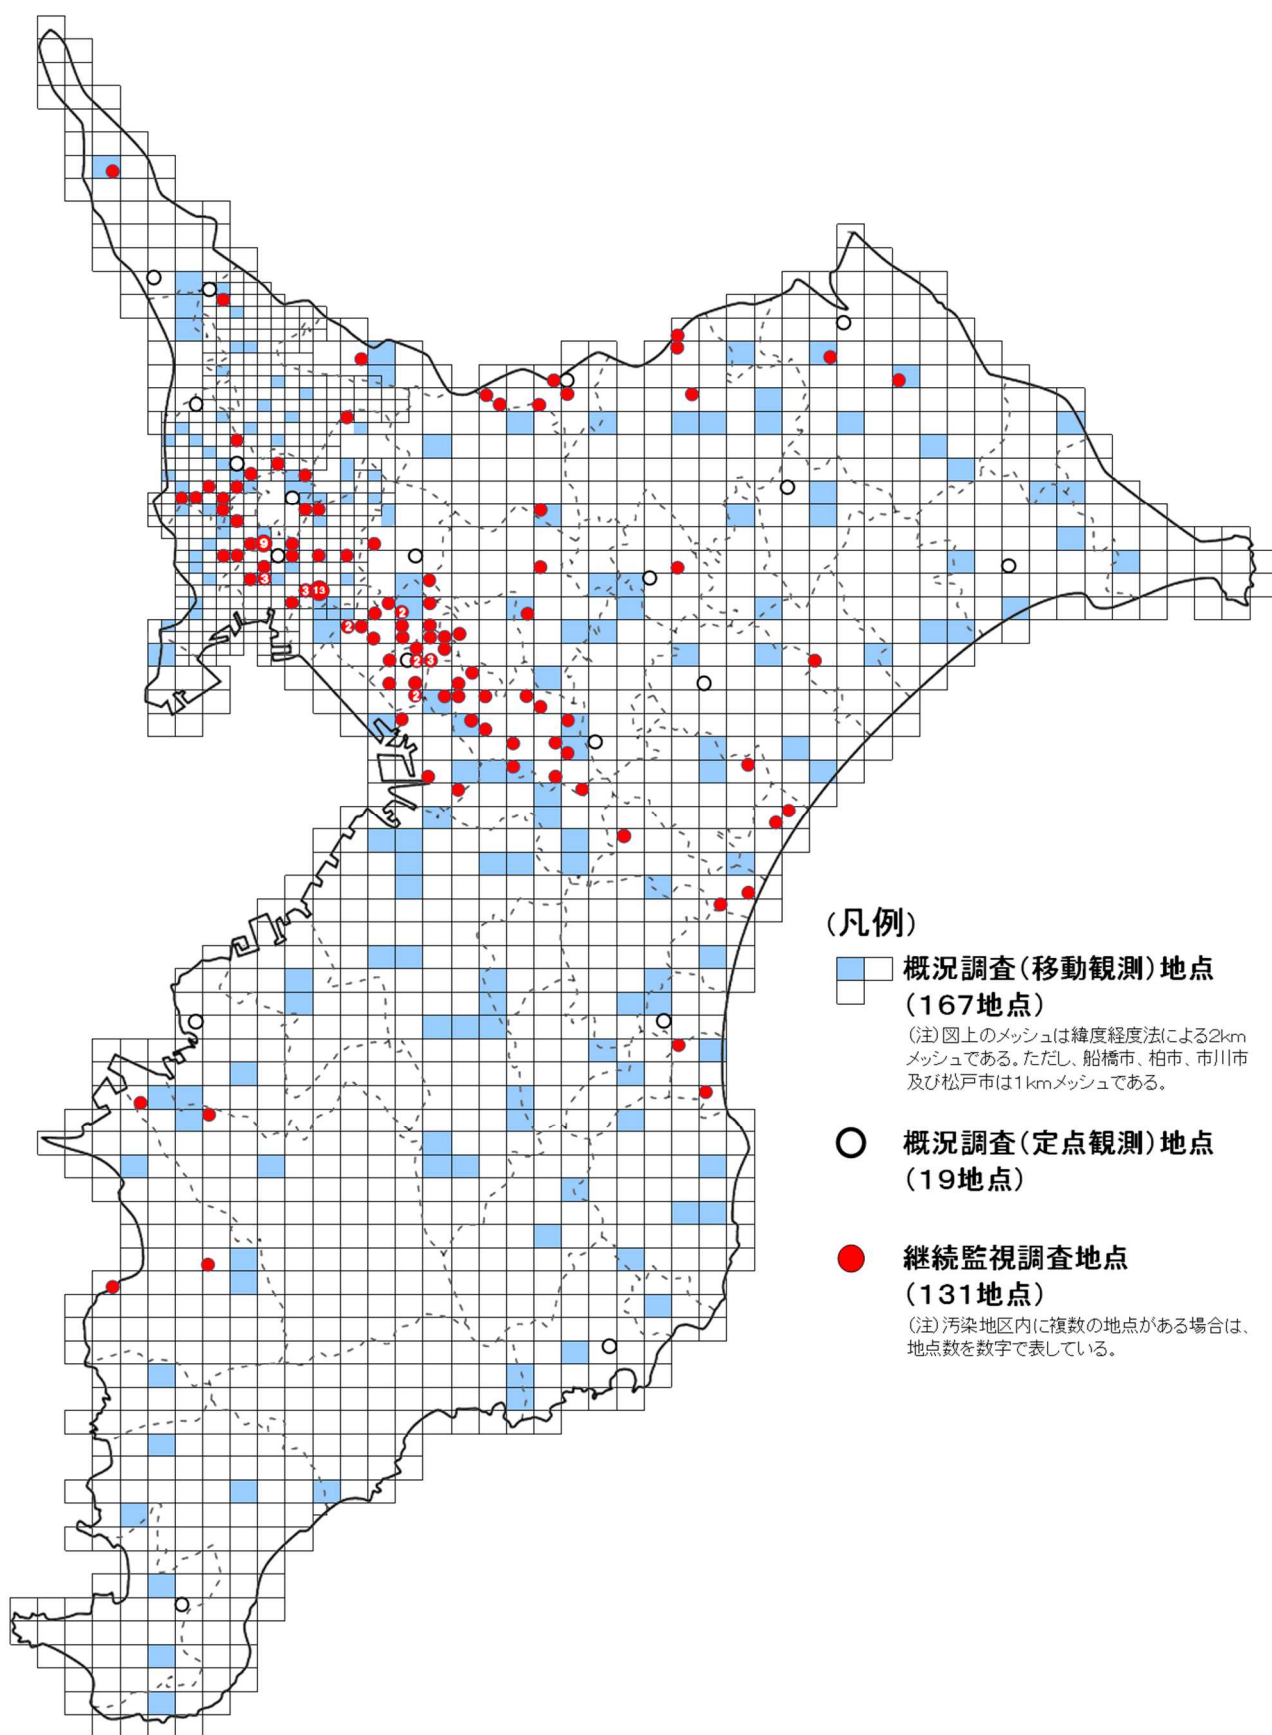 9
3
3
13
2
2
2
3
2
(凡例)
概況調査(移動観測)地点
(167地点)
(注)図上のメッシュは緯度経度法による2km
メッシュである。ただし、船橋市、柏市、市川市
及び松戸市は1kmメッシュである。
概況調査(定点観測)地点
(19地点)
継続監視調査地点
(131地点)
(注)汚染地区内に複数の地点がある場合は、
地点数を数字で表している。